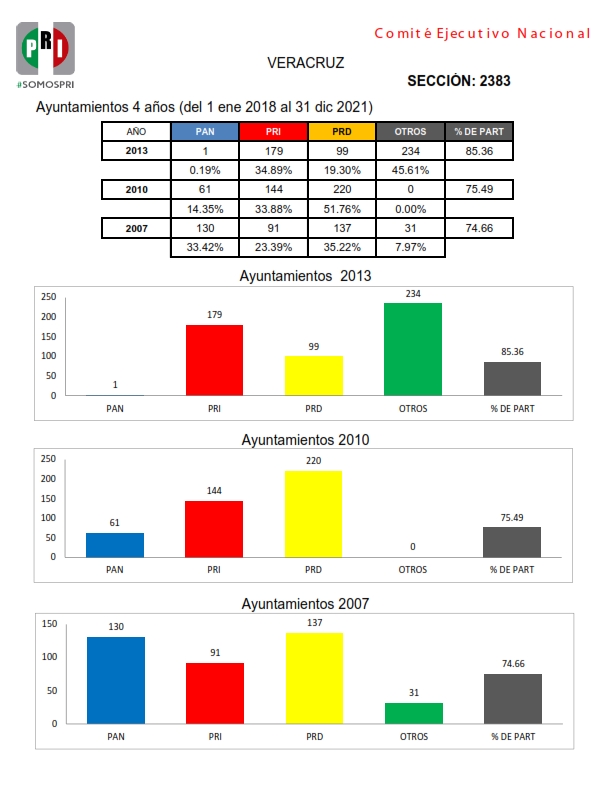 Comité Ejecutivo Nacional
PRI
#SOMOSPRI
VERACRUZ
SECCIÓN: 2383
Ayuntamientos 4 años (del 1 ene 2018 al 31 dic 2021)
AÑO PAN PRI PRD OTROS % DE PART
2013 1 179 99 234 85.36
0.19% 34.89% 19.30% 45.61%
2010 61 144 220 0 75.49
14.35% 33.88% 51.76% 0.00%
2007 130 91 137 31 74.66
33.42% 23.39% 35.22% 7.97%
Ayuntamientos 2013
250
200
150
100
50
0
1 179 99 234 85.36
PAN PRI PRD OTROS % DE PART
Ayuntamientos 2010
250
200
150
100
50
0
61 144 220 0 75.49
PAN PRI PRD OTROS % DE PART
Ayuntamientos 2007
150
100
50
0
130 91 137 31 74.66
PAN PRI PRD OTROS % DE PART